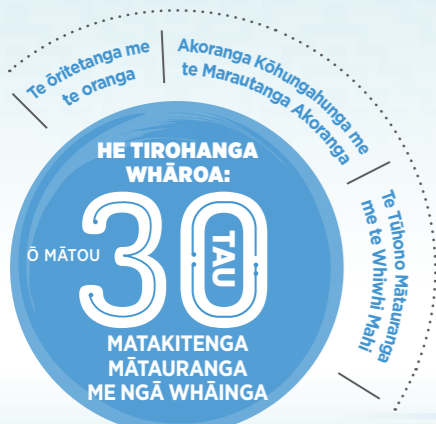 Te ōritetanga me
te oranga
Akoranga Kōhungahunga me
te Marautanga Akoranga
Te Tūhono Mātauranga
me te Whiwhi Mahi
HE TIROHANGA
WHĀROA:
Ō MĀTOU
30
TAU
MATAKITENGA
MĀTAURANGA
ME NGĀ WHĀINGA